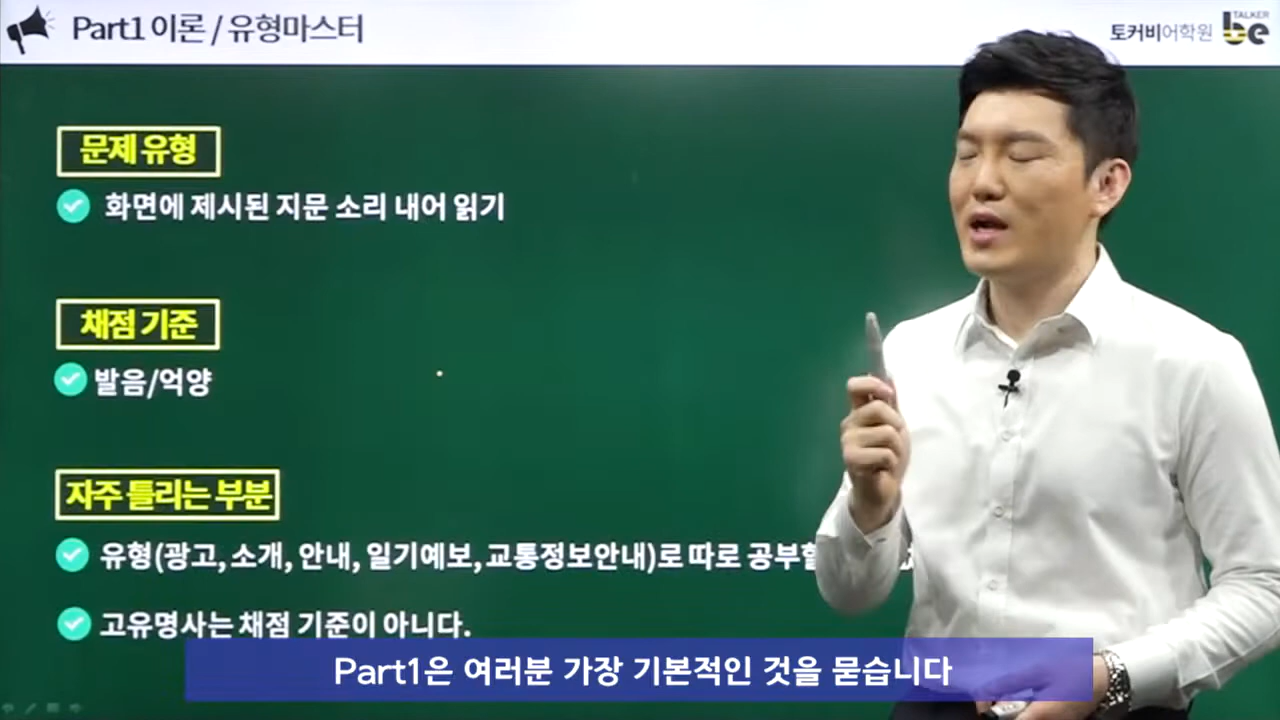 Part1 이론 / 유형마스터
토커비어학원 TALKER be
문제 유형
화면에 제시된 지문 소리 내어 읽기
채점 기준
발음/억양
자주 틀리는 부분
유형(광고, 소개, 안내, 일기예보, 교통정보안내)로 따로
고유명사는 채점 기준이 아니다.
Part1은 여러분 가장 기본적인 것을 묻습니다